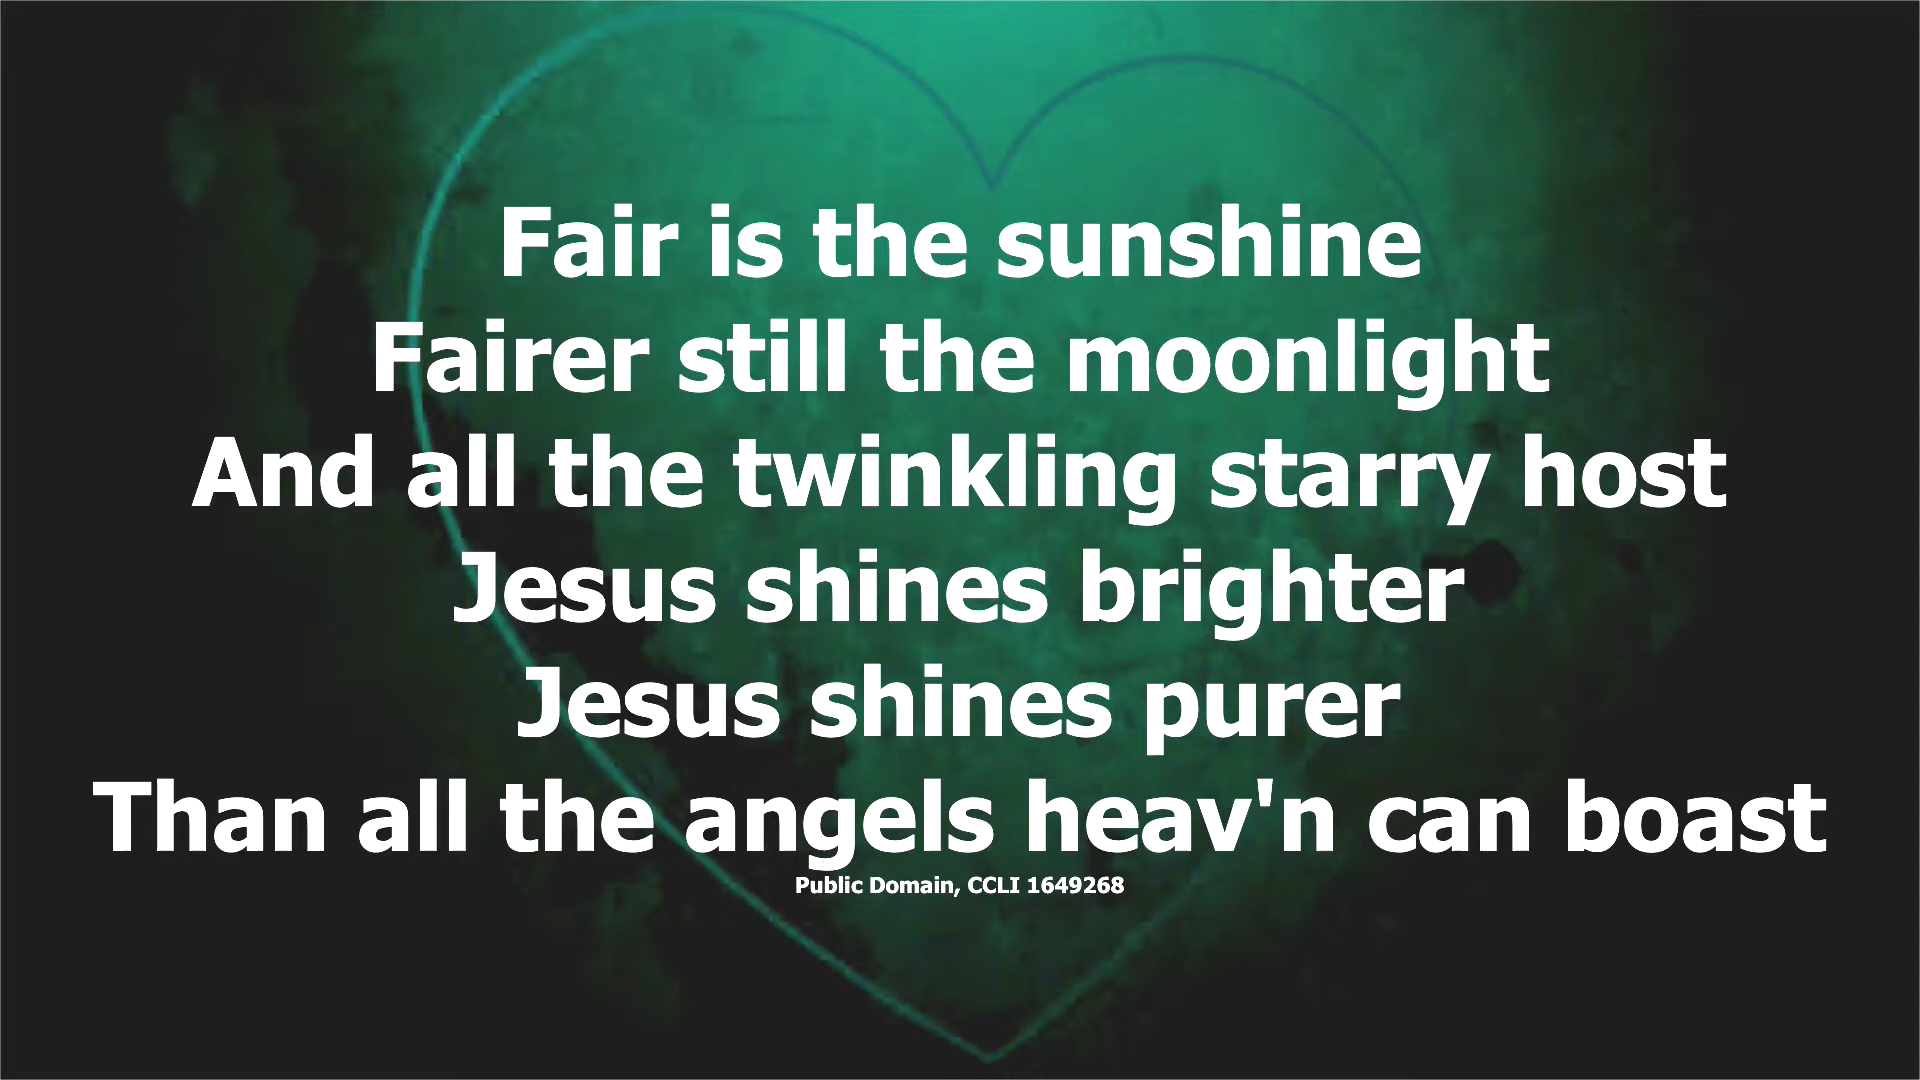 Fair is the sunshine
Fairer still the moonlight
And all the twinkling starry host
Jesus shines brighter
Jesus shines purer
Than all the angels heav'n can boast
Public Domain, CCLI 1649268